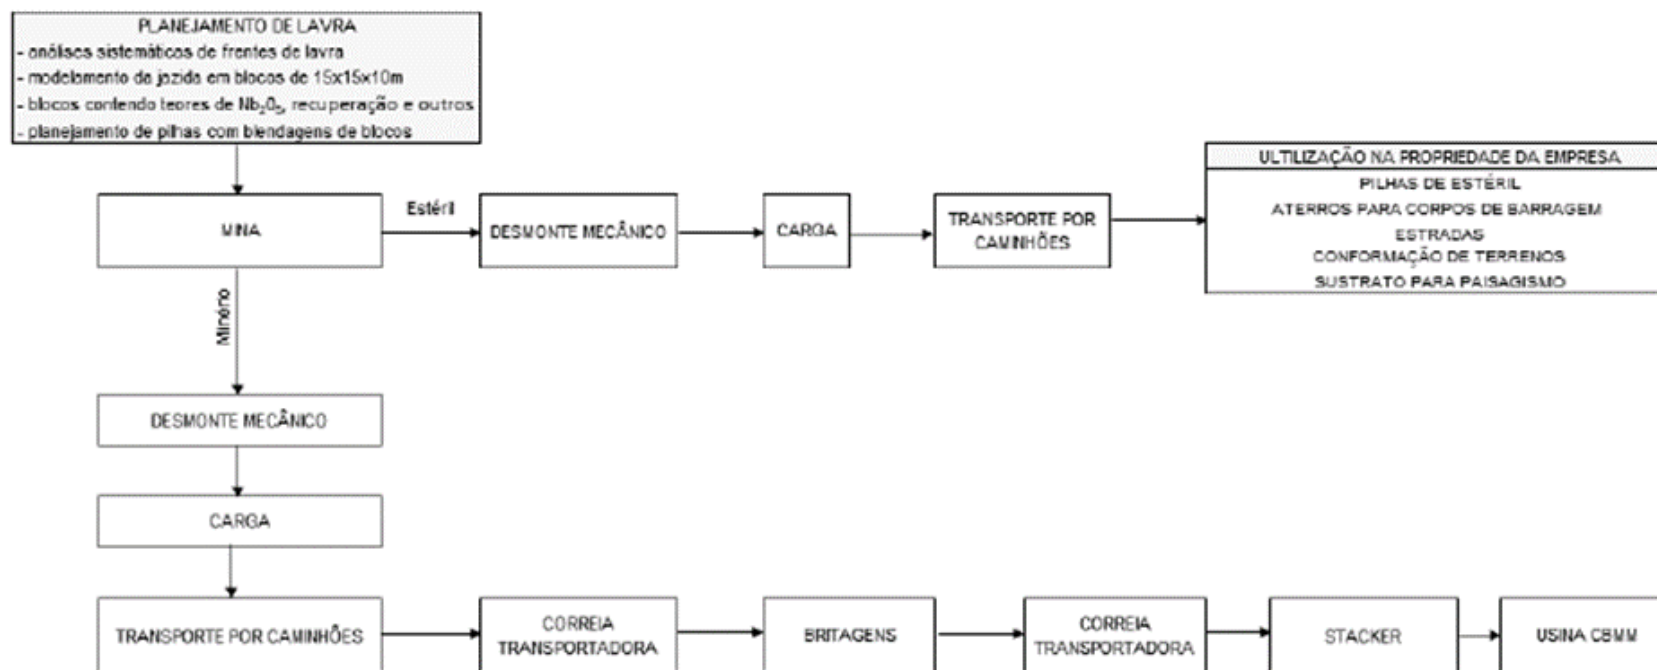 PLANEJAMENTO DE LAVRA
- análises sistemáticas de frentes de lavra
- modelamento da jazida em blocos de 15x15x10m
- blocos contendo teores de Nb₂0₅, recuperação e outros
- planejamento de pilhas com blendagens de blocos
MINA
Estéril
DESMONTE MECÂNICO
CARGA
TRANSPORTE POR
CAMINHÕES
ULTILIZAÇÃO NA PROPRIEDADE DA EMPRESA
PILHAS DE ESTÉRIL
ATERROS PARA CORPOS DE BARRAGEM
ESTRADAS
CONFORMAÇÃO DE TERRENOS
SUSTRATO PARA PAISAGISMO
Minério
DESMONTE MECÂNICO
CARGA
TRANSPORTE POR CAMINHÕES
CORREIA
TRANSPORTADORA
BRITAGENS
CORREIA
TRANSPORTADORA
STACKER
USINA CBMM